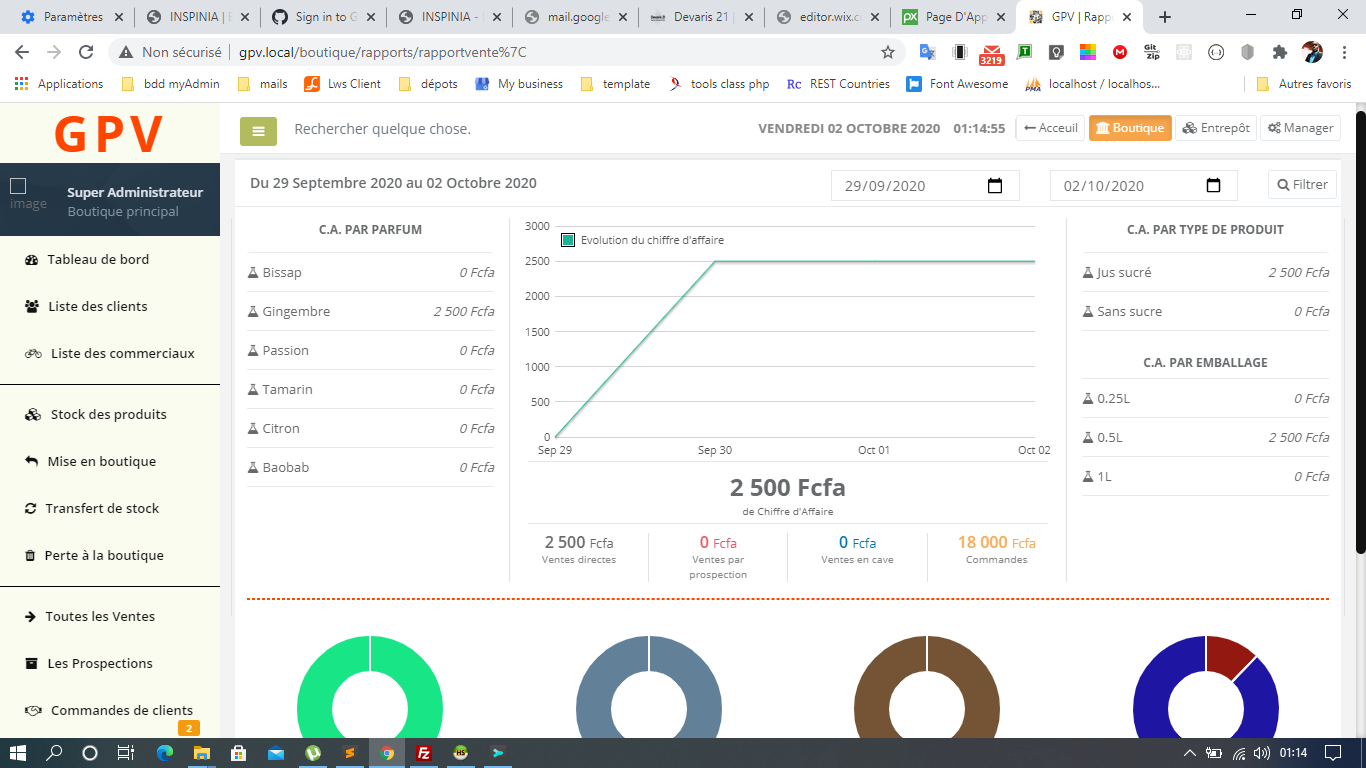 Paramètres
INSPINIA | E
Sign in to G
INSPINIA -
mail.google
Devaris 21 |
editor.wix.c
Page D'App
GPV | Rapp
Non sécurisé | gpv.local/boutique/rapports/rapportvente%7C
3219
Git
zip
Applications
bdd myAdmin
mails
Lws Client
dépots
My business
template
tools class php
Rc REST Countries
Font Awesome
PMA localhost / localhos...
Autres favoris
GPV
Rechercher quelque chose.
VENDREDI 02 OCTOBRE 2020 01:14:55
Acceuil
Boutique
Entrepôt
Manager
image
Super Administrateur
Boutique principal
Tableau de bord
Liste des clients
Liste des commerciaux
Stock des produits
Mise en boutique
Transfert de stock
Perte à la boutique
Toutes les Ventes
Les Prospections
Commandes de clients
2
Du 29 Septembre 2020 au 02 Octobre 2020
29/09/2020
02/10/2020
Filtrer
C.A. PAR PARFUM
Bissap 0 Fcfa
Gingembre 2 500 Fcfa
Passion 0 Fcfa
Tamarin 0 Fcfa
Citron 0 Fcfa
Baobab 0 Fcfa
Evolution du chiffre d'affaire
3000
2500
2000
1500
1000
500
0
Sep 29 Sep 30 Oct 01 Oct 02
2 500 Fcfa
de Chiffre d'Affaire
2 500 Fcfa
Ventes directes
0 Fcfa
Ventes par
prospection
0 Fcfa
Ventes en cave
18 000 Fcfa
Commandes
C.A. PAR TYPE DE PRODUIT
Jus sucré 2 500 Fcfa
Sans sucre 0 Fcfa
C.A. PAR EMBALLAGE
0.25L 0 Fcfa
0.5L 2 500 Fcfa
1L 0 Fcfa
01:14